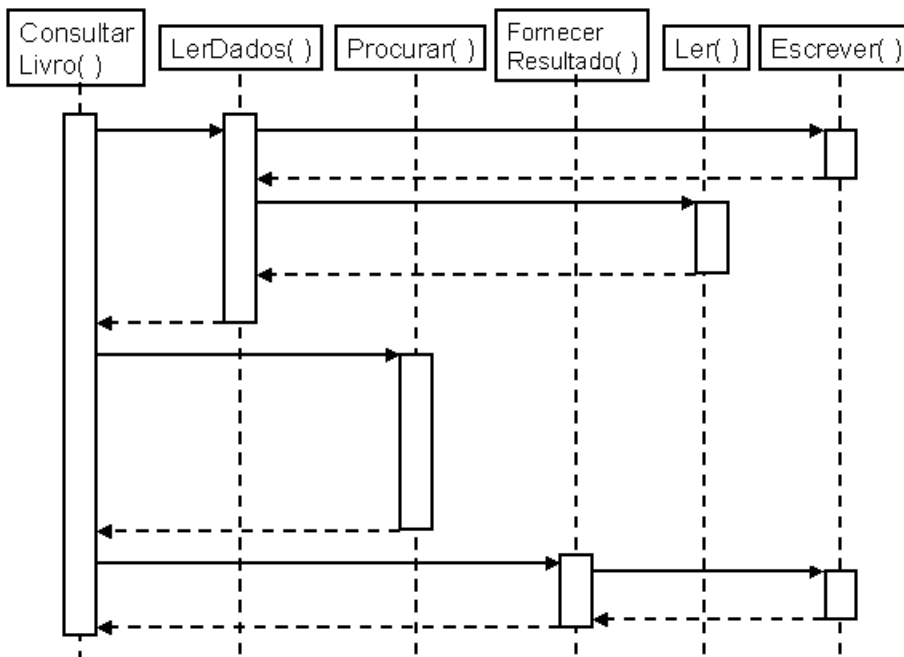 Consultar
Livro( )
LerDados( )
Procurar( )
Fornecer
Resultado( )
Ler( )
Escrever( )